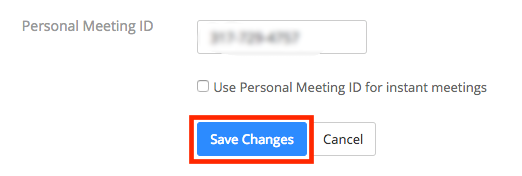 Personal Meeting ID
Use Personal Meeting ID for instant meetings
Save Changes Cancel